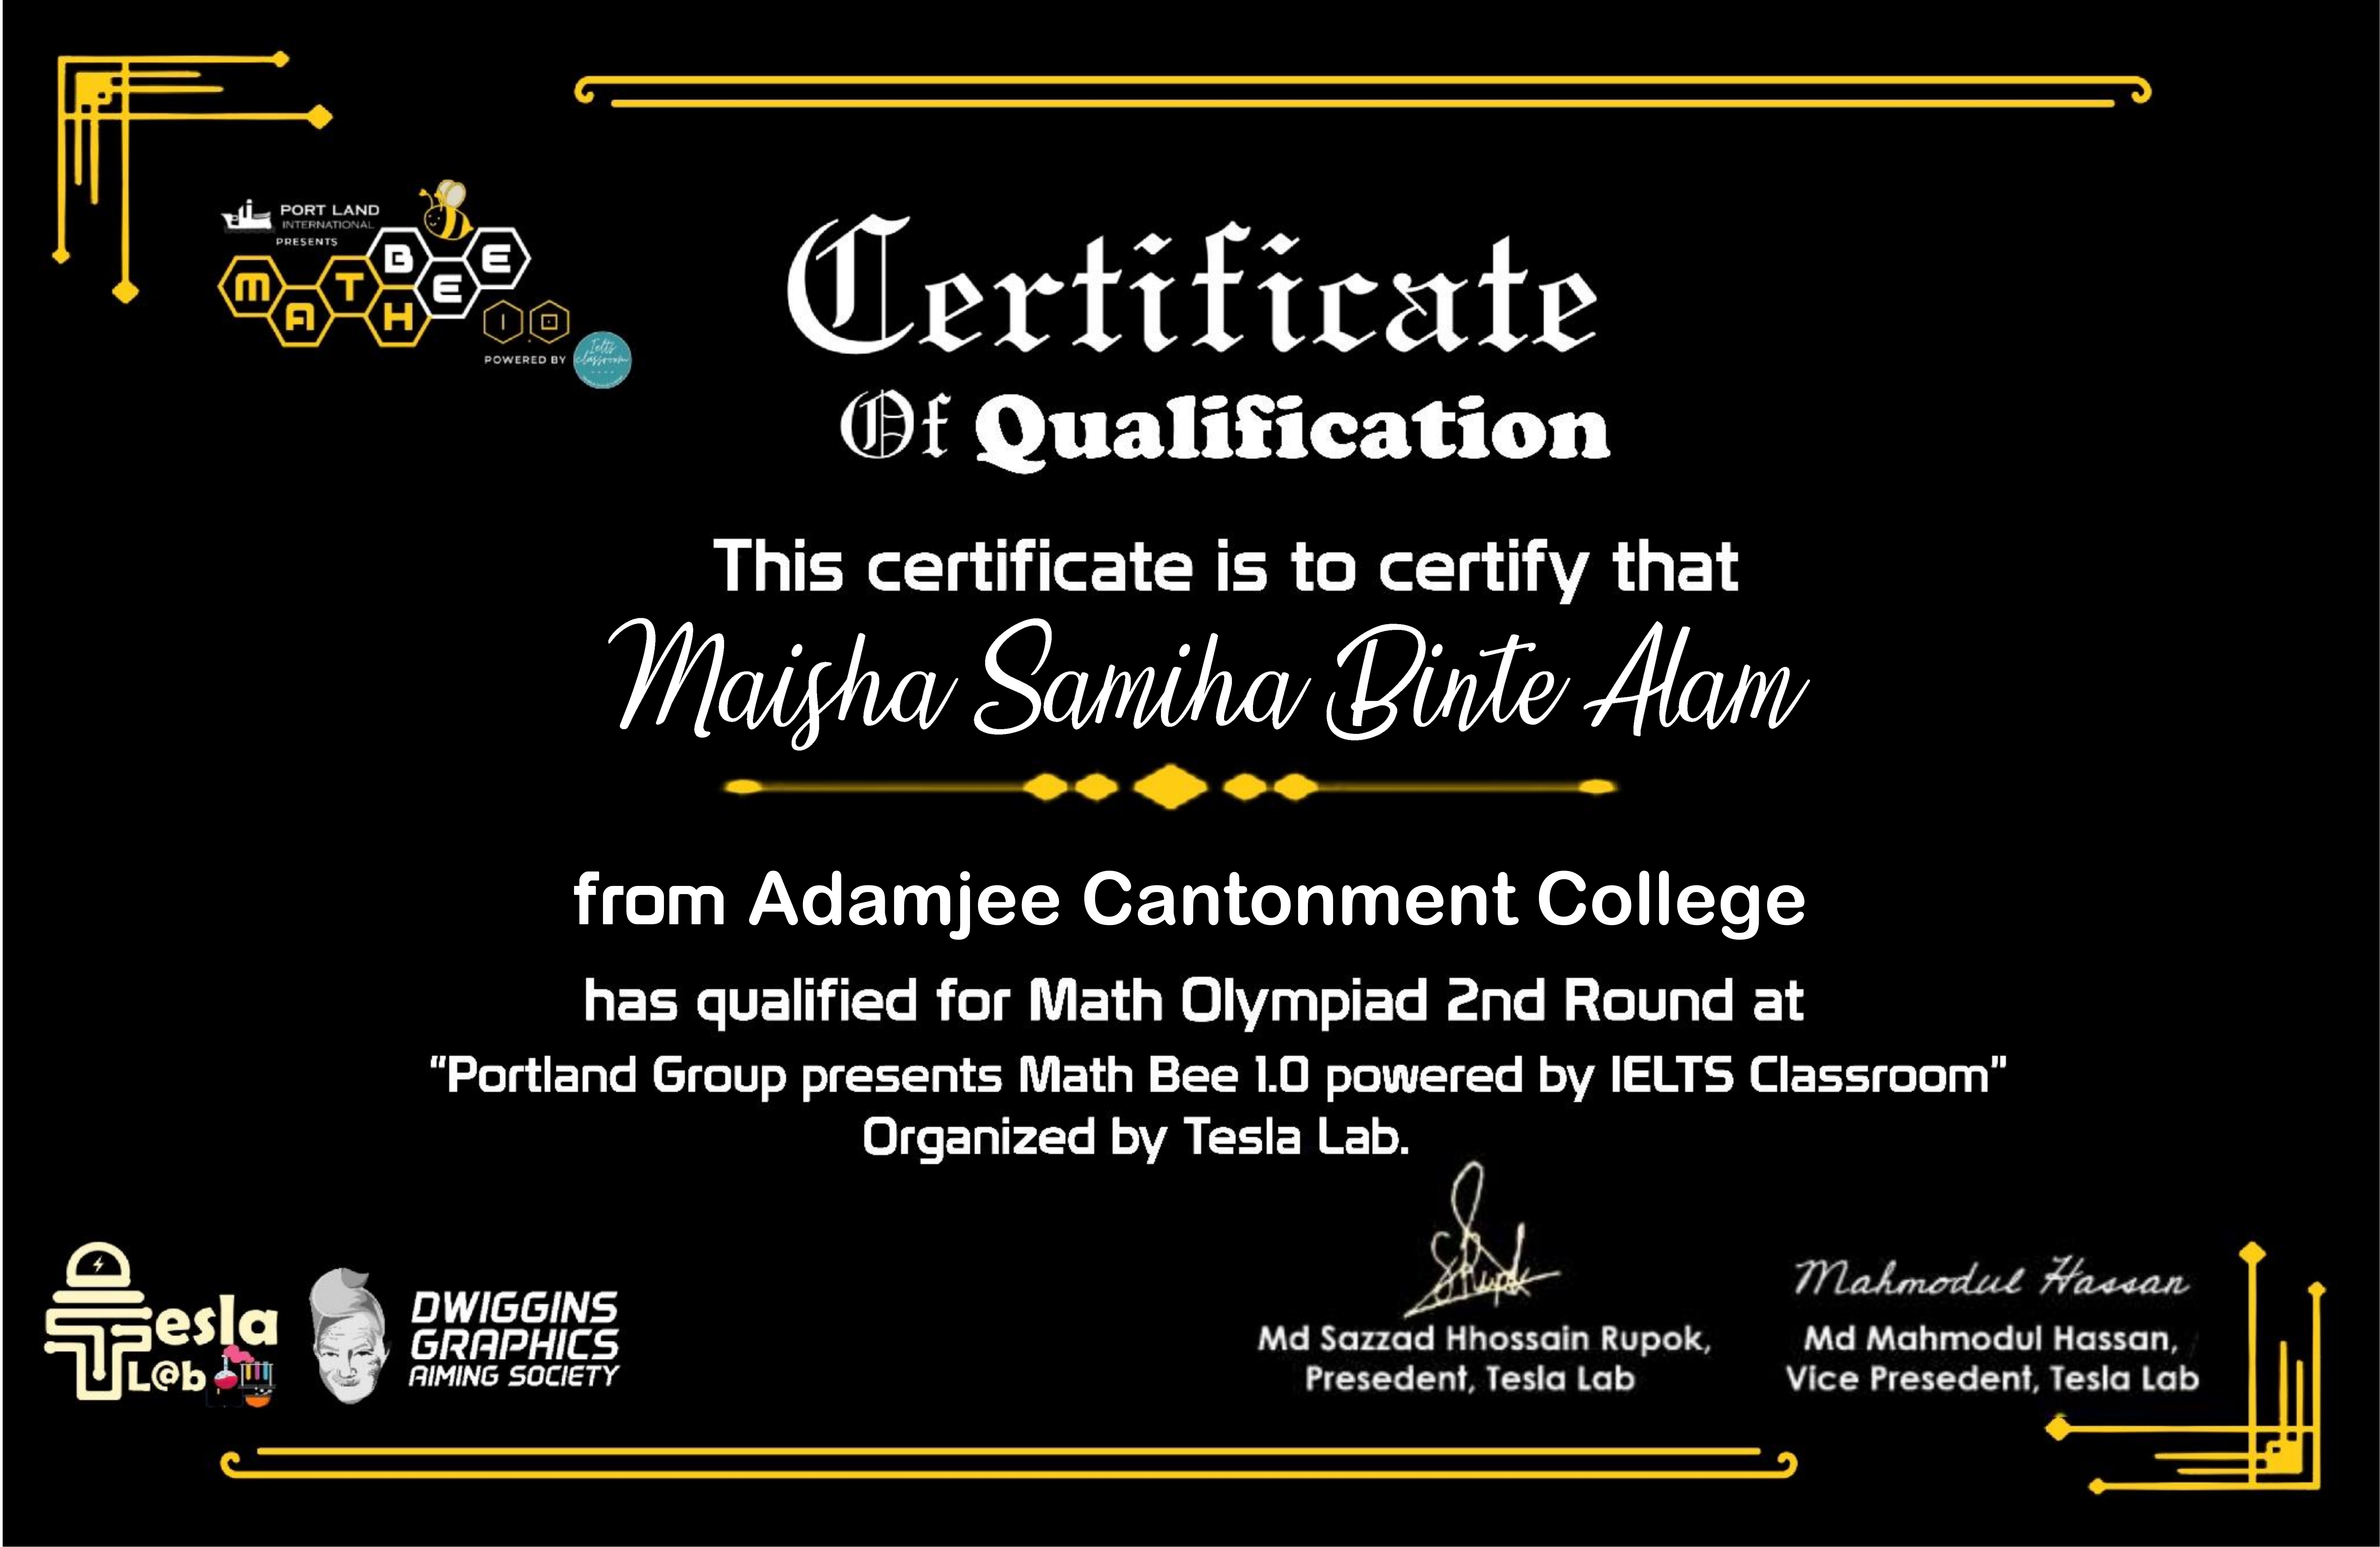 PORT LAND
INTERNATIONAL
PRESENTS
MATH BEE
1.0
POWERED BY
Ielts
classroom
Certificate
Of Qualification
This certificate is to certify that
Maisha Samiha Binte Alam
from Adamjee Cantonment College
has qualified for Math Olympiad 2nd Round at
“Portland Group presents Math Bee 1.0 powered by IELTS Classroom”
Organized by Tesla Lab.
Tesla
L@b
DWIGGINS
GRAPHICS
AIMING SOCIETY
Md Sazzad Hhossain Rupok,
Presedent, Tesla Lab
Mahmodul Hassan
Md Mahmodul Hassan,
Vice Presedent, Tesla Lab